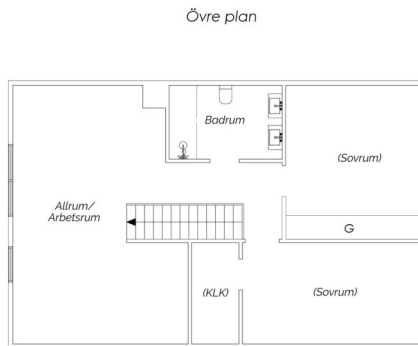 Övre plan
Badrum
(Sovrum)
Allrum/
Arbetsrum
G
(KLK)
(Sovrum)